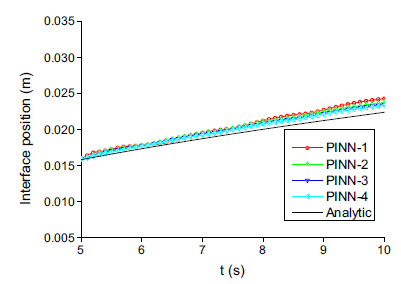 0.035
0.030
0.025
0.020
0.015
0.010
0.005
Interface position (m)
5 6 7 8 9 10
t (s)
PINN-1
PINN-2
PINN-3
PINN-4
Analytic